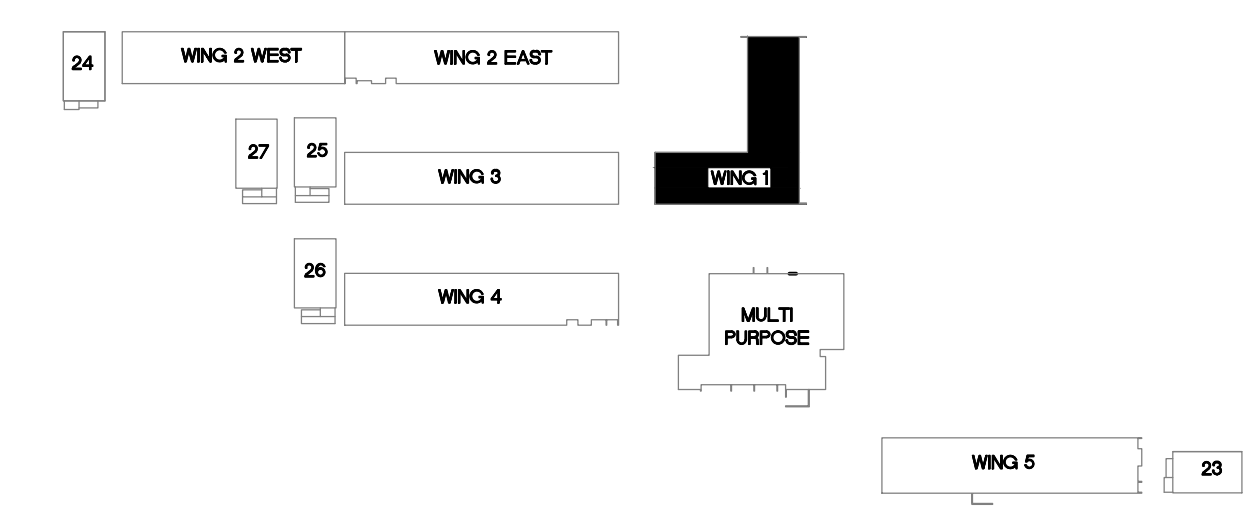 24
WING 2 WEST
WING 2 EAST
27
25
WING 3
WING 1
26
WING 4
MULTI
PURPOSE
WING 5
23